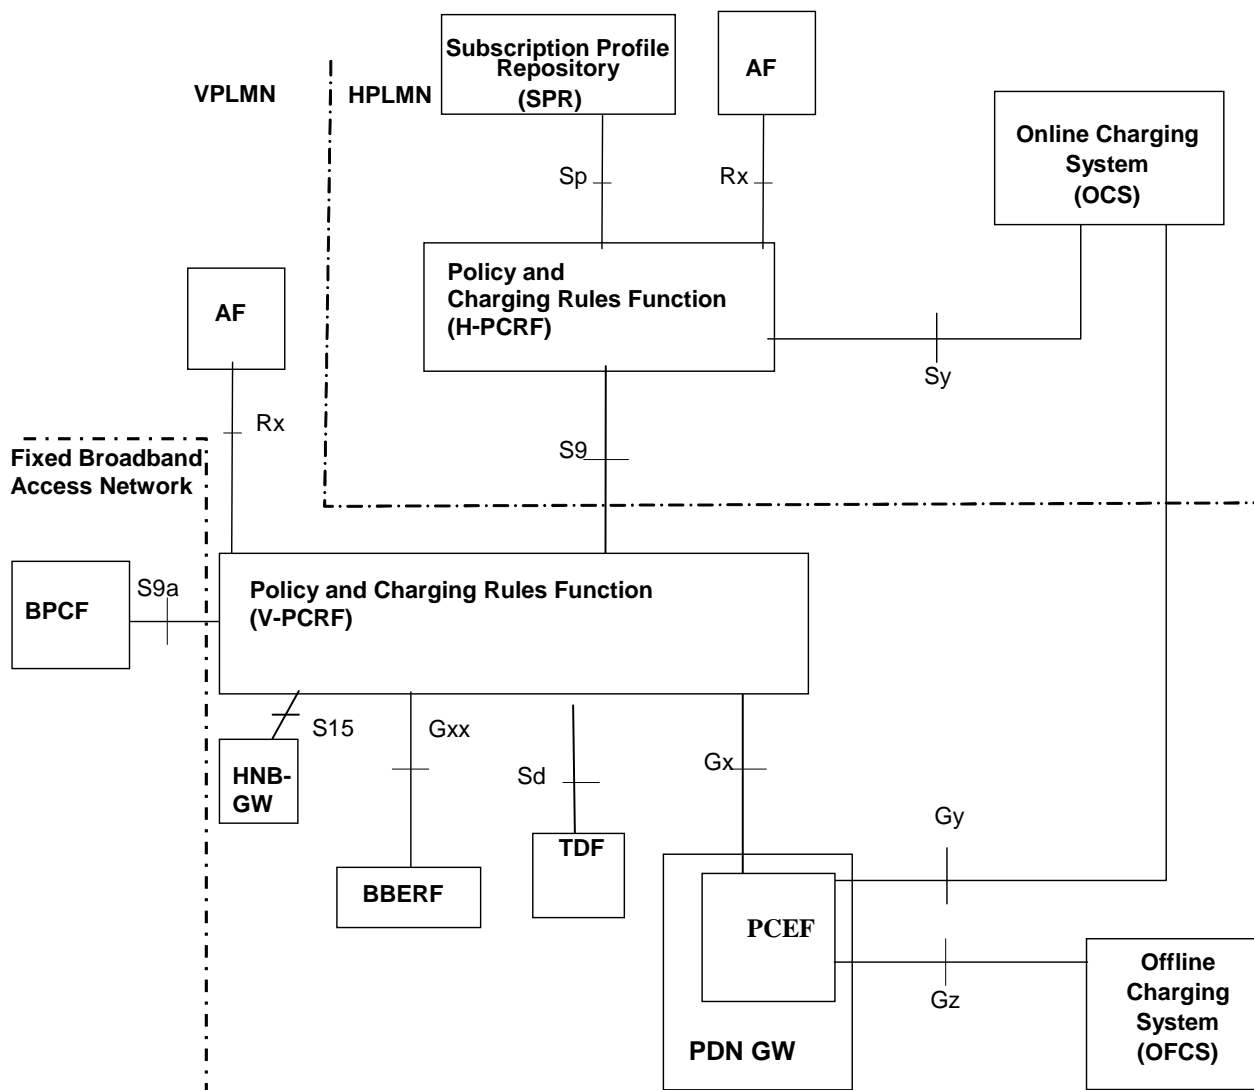 Subscription Profile
Repository
(SPR)
AF
VPLMN
HPLMN
Online Charging
System
(OCS)
Sp
Rx
Policy and
Charging Rules Function
(H-PCRF)
AF
Sy
Rx
S9
Fixed Broadband
Access Network
S9a
BPCF
Policy and Charging Rules Function
(V-PCRF)
S15
Gxx
Sd
Gx
HNB-
GW
TDF
BBERF
Gy
PCEF
Gz
Offline
Charging
System
(OFCS)
PDN GW